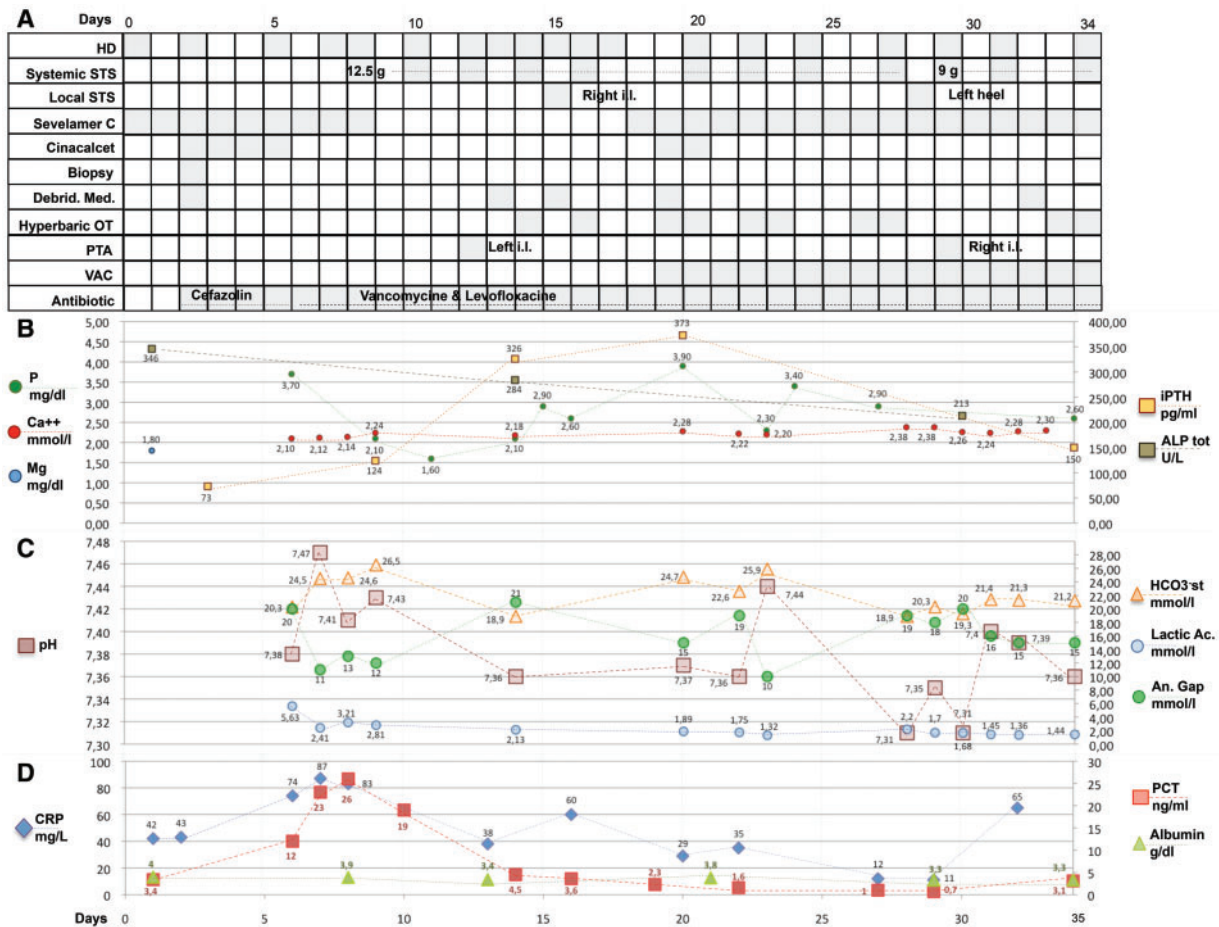 A
Days 0 5 10 15 20 25 30 34
HD
Systemic STS 12.5 g 9 g
Local STS Right i.l. Left heel
Sevelamer C
Cinacalcet
Biopsy
Debrid. Med.
Hyperbaric OT
PTA Left i.l. Right i.l.
VAC
Antibiotic Cefazolin Vancomycine & Levofloxacine
B
P
mg/dl
Ca++
mmol/l
Mg
mg/dl
5,00
4,50
4,00
3,50
3,00
2,50
2,00
1,50
1,00
0,50
0,00
346 1,80 73 3,70 2,10 2,12 2,14 2,24 2,10 124 1,60
326 284 2,18 2,10 2,90 2,60
373 3,90 2,28 2,22 2,30 2,20 3,40 2,90
2,38 2,38 213 2,26 2,24 2,28 2,30 2,60 150
400,00
350,00
300,00
250,00
200,00
150,00
100,00
50,00
0,00
iPTH
pg/ml
ALP tot
U/L
C
pH
7,48
7,46
7,44
7,42
7,40
7,38
7,36
7,34
7,32
7,30
7,38 7,47 7,41 7,43 7,36 7,37 7,36 7,44 7,31 7,35 7,31 7,4 7,39 7,36
20,3 24,5 24,6 26,5 18,9 24,7 22,6 25,9 18,9 20,3 19,3 21,4 21,3 21,2
20 11 13 12 21 15 19 10 19 18 20 16 15 15
5,63 2,41 3,21 2,81 2,13 1,89 1,75 1,32 2,2 1,7 1,68 1,45 1,36 1,44
28,00
26,00
24,00
22,00
20,00
18,00
16,00
14,00
12,00
10,00
8,00
6,00
4,00
2,00
0,00
HCO3-st
mmol/l
Lactic Ac.
mmol/l
An. Gap
mmol/l
D
CRP
mg/L
100
80
60
40
20
0
42 43 74 87 83 38 60 29 35 12 11 65
3,4 12 23 26 19 4,5 3,6 2,3 1,6 1 0,7 3,1
4 3,9 3,4 3,8 3,3 3,3
30
25
20
15
10
5
0
PCT
ng/ml
Albumin
g/dl
Days 0 5 10 15 20 25 30 35